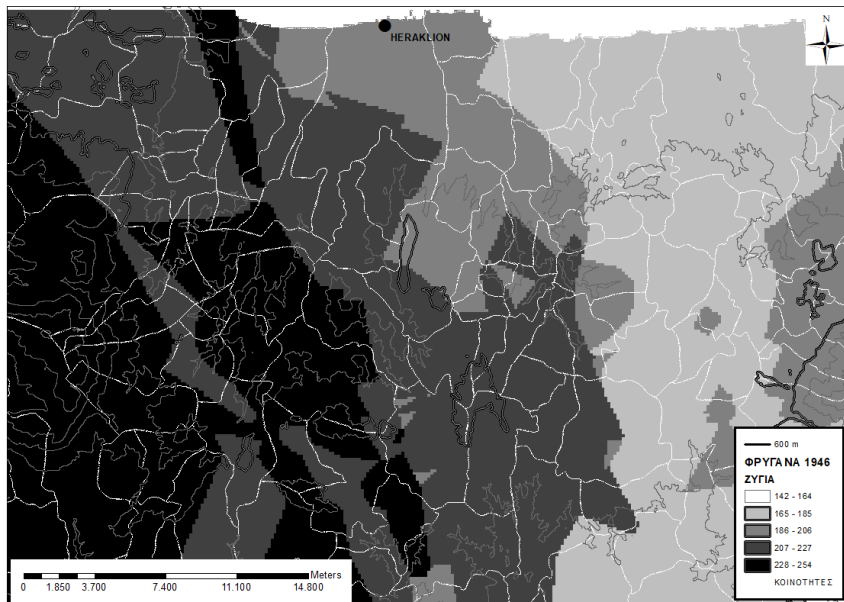 N
HERAKLION
600 m
ΦΡΥΓΑΝΑ 1946
ΖΥΓΙΑ
142 - 164
165 - 185
186 - 206
207 - 227
228 - 254
ΚΟΙΝΟΤΗΤΕΣ
Meters
0 1.850 3.700 7.400 11.100 14.800